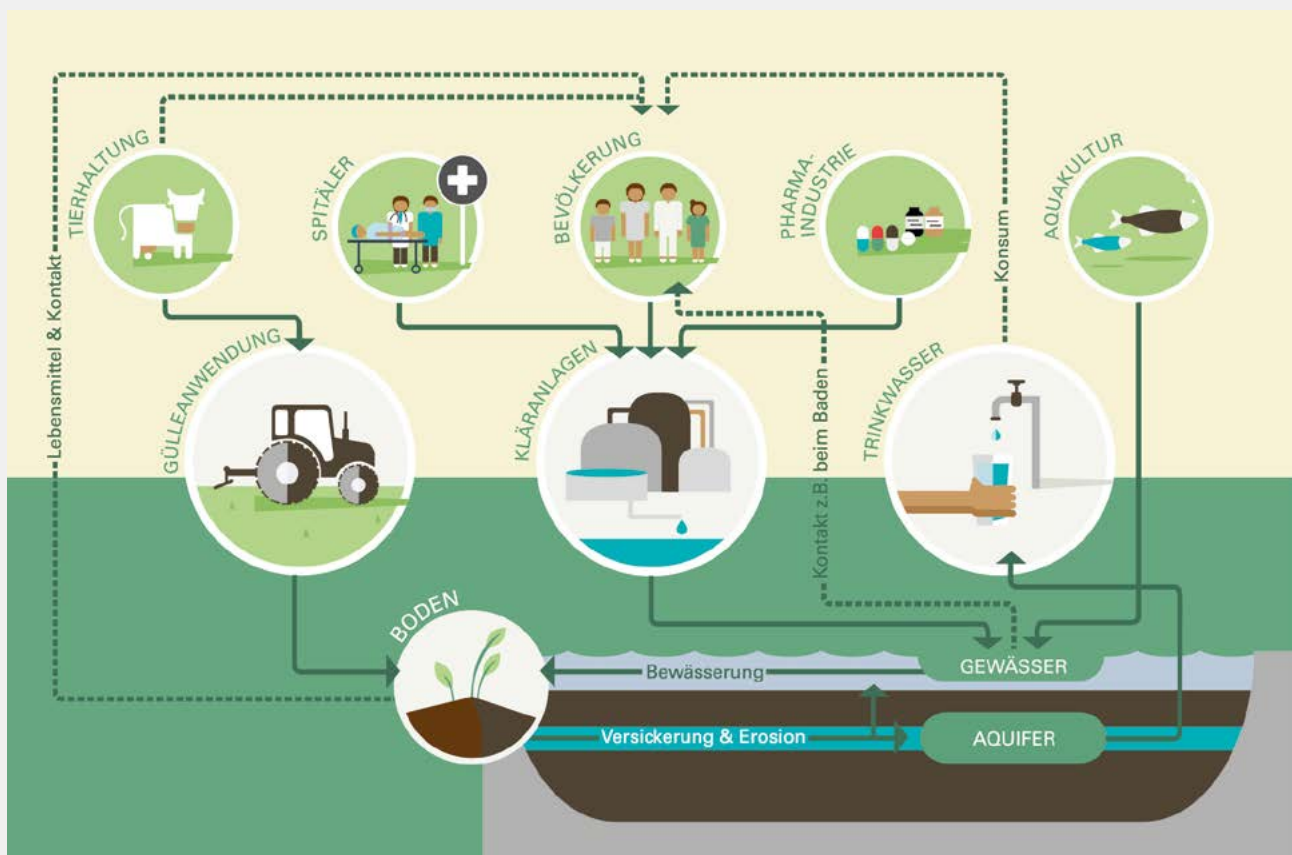 TIERHALTUNG
SPITÄLER
BEVÖLKERUNG
PHARMA-
INDUSTRIE
AQUAKULTUR
Lebensmittel & Kontakt
Konsum
GÜLLEANWENDUNG
KLÄRANLAGEN
Kontakt z.B. beim Baden
TRINKWASSER
BODEN
Bewässerung
GEWÄSSER
Versickerung & Erosion
AQUIFER